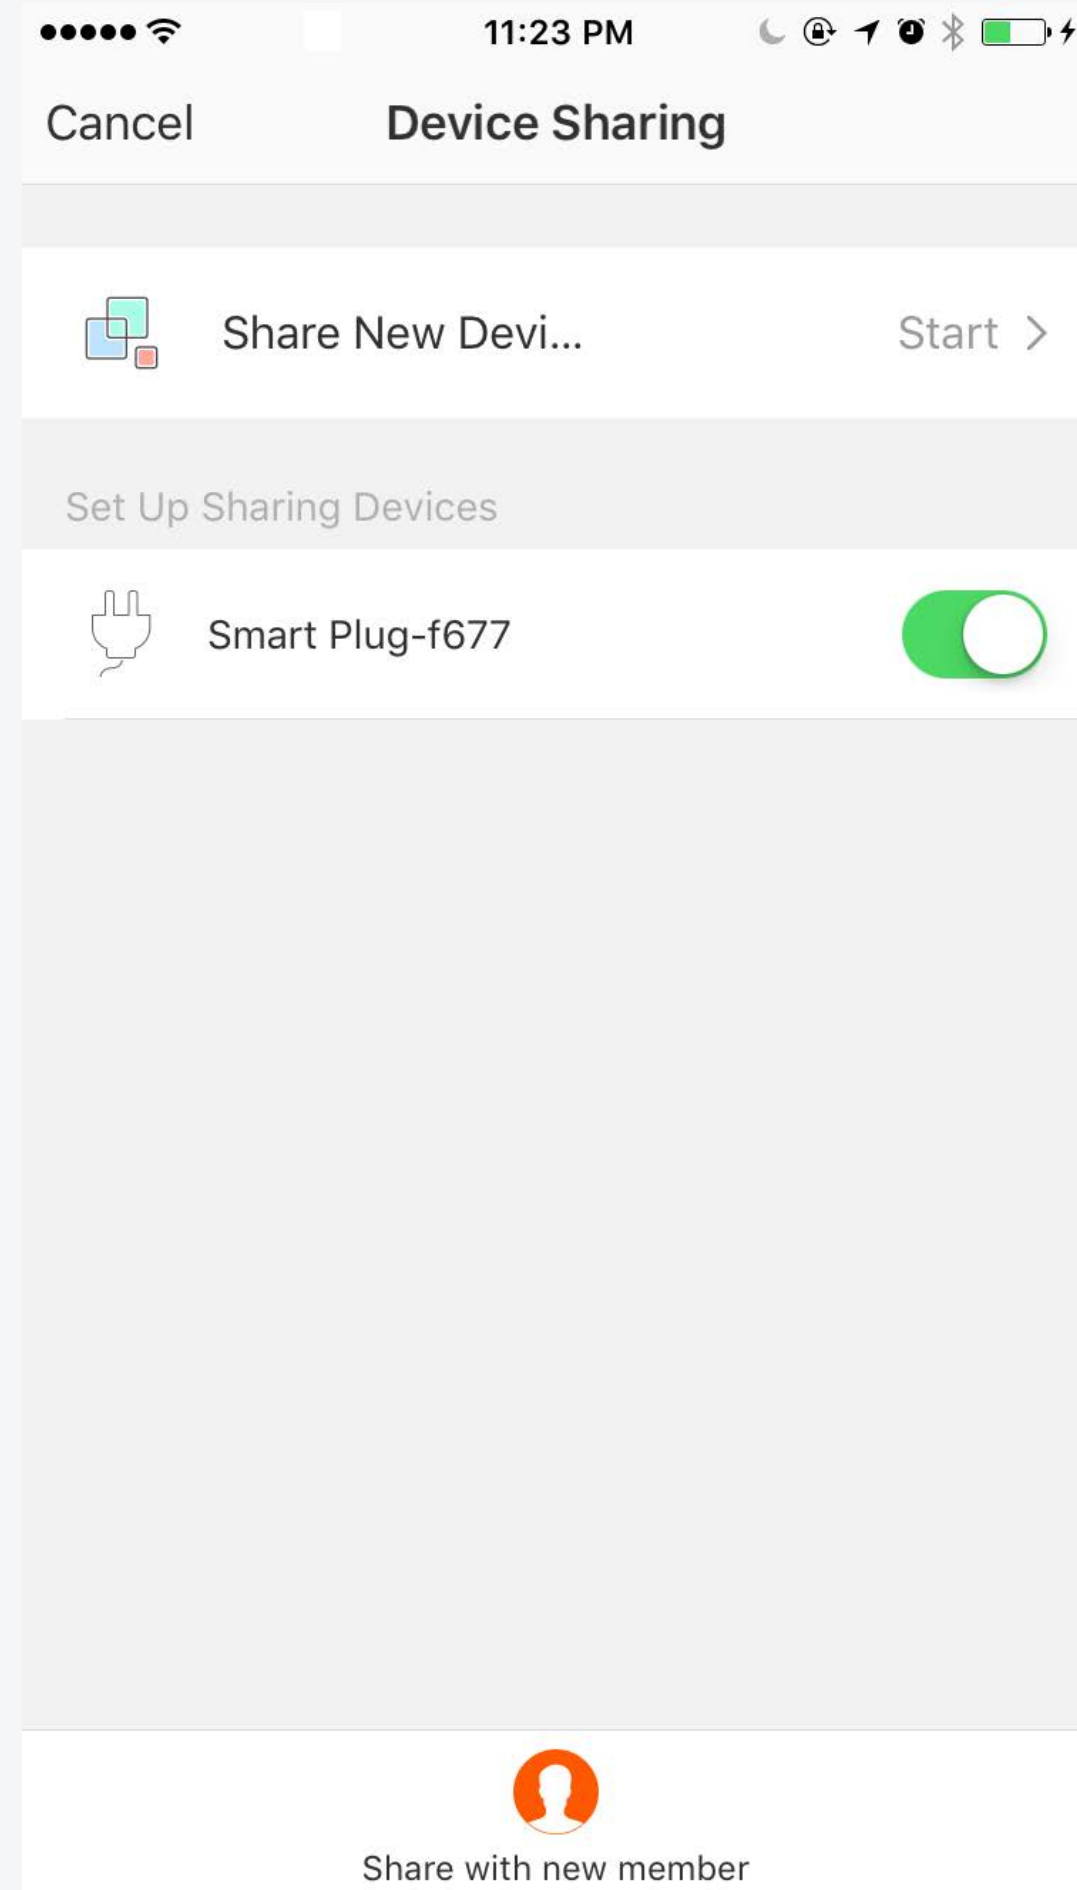 11:23 PM
Cancel
Device Sharing
Share New Devi...
Start
Set Up Sharing Devices
Smart Plug-f677
Share with new member